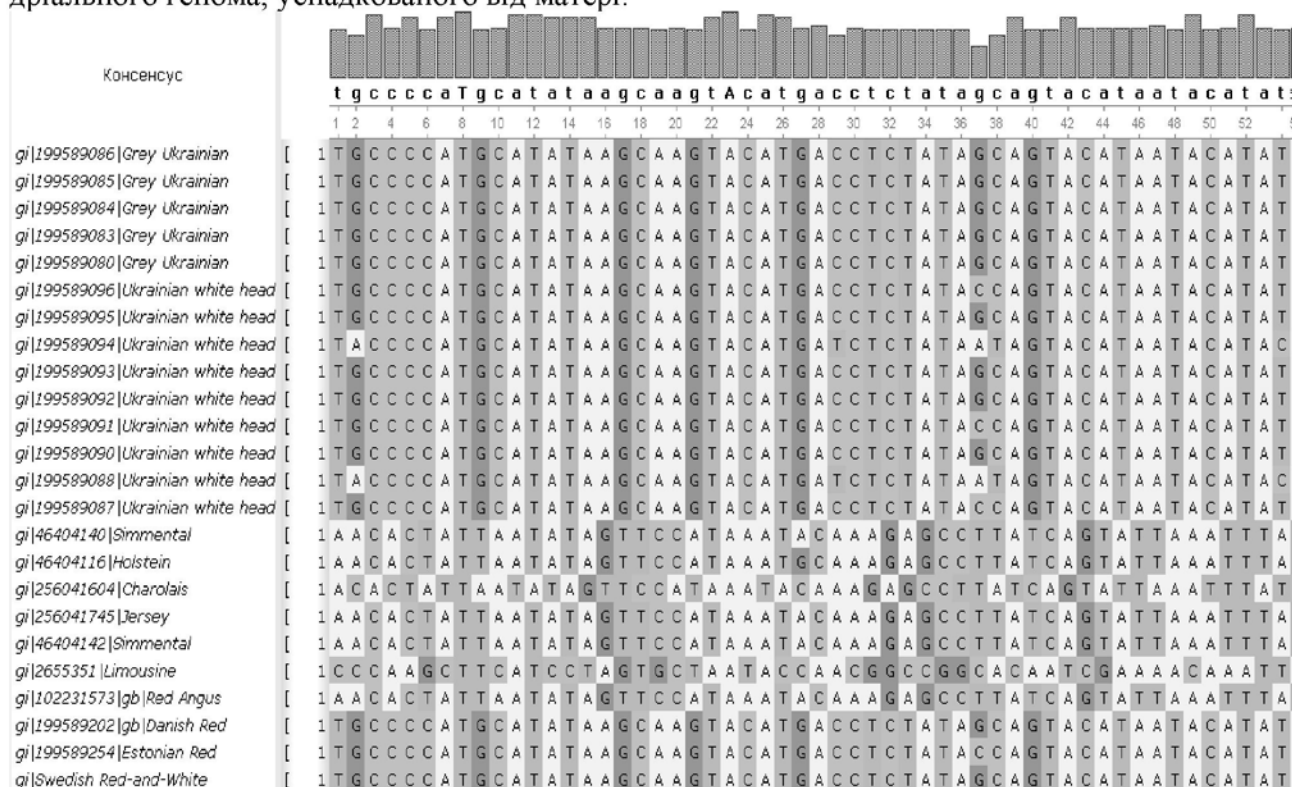 дріального генома, успадкованого від матері.
Консенсус
t g c c c c a T g c a t a t a a g c a a g t A c a t g a c c t c t a t a g c a g t a c a t a a t a c a t a t
1 2 4 6 8 10 12 14 16 18 20 22 24 26 28 30 32 34 36 38 40 42 44 46 48 50 52
gi|199589086|Grey Ukrainian [ 1 T G C C C C A T G C A T A T A A G C A A G T A C A T G A C C T C T A T A G C A G T A C A T A A T A C A T A T
gi|199589085|Grey Ukrainian [ 1 T G C C C C A T G C A T A T A A G C A A G T A C A T G A C C T C T A T A G C A G T A C A T A A T A C A T A T
gi|199589084|Grey Ukrainian [ 1 T G C C C C A T G C A T A T A A G C A A G T A C A T G A C C T C T A T A G C A G T A C A T A A T A C A T A T
gi|199589083|Grey Ukrainian [ 1 T G C C C C A T G C A T A T A A G C A A G T A C A T G A C C T C T A T A G C A G T A C A T A A T A C A T A T
gi|199589080|Grey Ukrainian [ 1 T G C C C C A T G C A T A T A A G C A A G T A C A T G A C C T C T A T A G C A G T A C A T A A T A C A T A T
gi|199589096|Ukrainian white head [ 1 T G C C C C A T G C A T A T A A G C A A G T A C A T G A C C T C T A T A C C A G T A C A T A A T A C A T A T
gi|199589095|Ukrainian white head [ 1 T G C C C C A T G C A T A T A A G C A A G T A C A T G A C C T C T A T A G C A G T A C A T A A T A C A T A T
gi|199589094|Ukrainian white head [ 1 T A C C C C A T G C A T A T A A G C A A G T A C A T G A T C T C T A T A A T A G T A C A T A A T A C A T A C
gi|199589093|Ukrainian white head [ 1 T G C C C C A T G C A T A T A A G C A A G T A C A T G A C C T C T A T A G C A G T A C A T A A T A C A T A T
gi|199589092|Ukrainian white head [ 1 T G C C C C A T G C A T A T A A G C A A G T A C A T G A C C T C T A T A G C A G T A C A T A A T A C A T A T
gi|199589091|Ukrainian white head [ 1 T G C C C C A T G C A T A T A A G C A A G T A C A T G A C C T C T A T A C C A G T A C A T A A T A C A T A T
gi|199589090|Ukrainian white head [ 1 T G C C C C A T G C A T A T A A G C A A G T A C A T G A C C T C T A T A G C A G T A C A T A A T A C A T A T
gi|199589088|Ukrainian white head [ 1 T A C C C C A T G C A T A T A A G C A A G T A C A T G A T C T C T A T A A T A G T A C A T A A T A C A T A C
gi|199589087|Ukrainian white head [ 1 T G C C C C A T G C A T A T A A G C A A G T A C A T G A C C T C T A T A C C A G T A C A T A A T A C A T A T
gi|46404140|Simmental [ 1 A A C A C T A T T A A T A T A G T T C C A T A A A T A C A A A G A G C C T T A T C A G T A T T A A A T T T A
gi|46404116|Holstein [ 1 A A C A C T A T T A A T A T A G T T C C A T A A A T G C A A A G A G C C T T A T C A G T A T T A A A T T T A
gi|256041604|Charolais [ 1 A C A C T A T T A A T A T A G T T C C A T A A A T A C A A A G A G C C T T A T C A G T A T T A A A T T T A T
gi|256041745|Jersey [ 1 A A C A C T A T T A A T A T A G T T C C A T A A A T A C A A A G A G C C T T A T C A G T A T T A A A T T T A
gi|46404142|Simmental [ 1 A A C A C T A T T A A T A T A G T T C C A T A A A T A C A A A G A G C C T T A T C A G T A T T A A A T T T A
gi|2655351|Limousine [ 1 C C C A A G C T T C A T C C T A G T G C T A A T A C C A A C G G C C G G C A C A A T C G A A A A C A A A T T
gi|102231573|gb|Red Angus [ 1 A A C A C T A T T A A T A T A G T T C C A T A A A T A C A A A G A G C C T T A T C A G T A T T A A A T T T A
gi|199589202|gb|Danish Red [ 1 T G C C C C A T G C A T A T A A G C A A G T A C A T G A C C T C T A T A G C A G T A C A T A A T A C A T A T
gi|199589254|Estonian Red [ 1 T G C C C C A T G C A T A T A A G C A A G T A C A T G A C C T C T A T A C C A G T A C A T A A T A C A T A T
gi|Swedish Red-and-White [ 1 T G C C C C A T G C A T A T A A G C A A G T A C A T G A C C T C T A T A G C A G T A C A T A A T A C A T A T